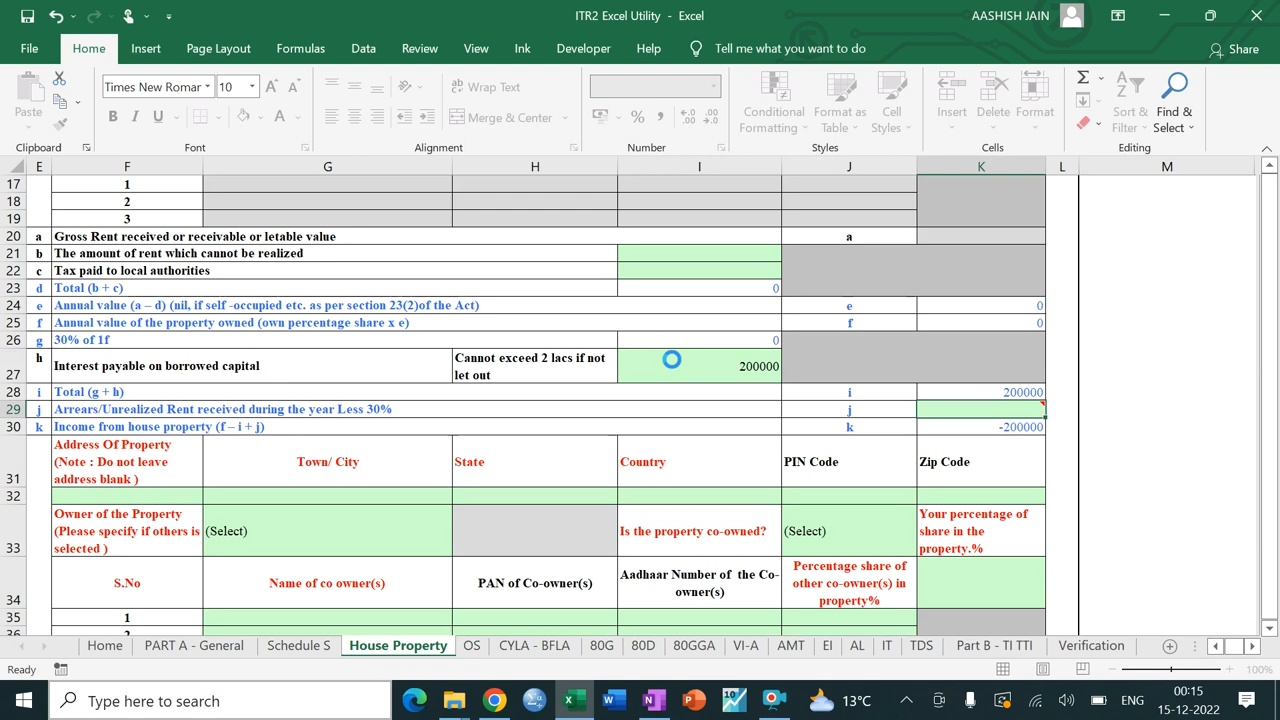 ITR2 Excel Utility - Excel
AASHISH JAIN
File Home Insert Page Layout Formulas Data Review View Ink Developer Help Tell me what you want to do Share
Paste
Times New Romar 10
B I U
Wrap Text
Merge & Center
% ,
Conditional Formatting
Format as Table
Cell Styles
Insert Delete Format
Sort & Filter
Find & Select
Clipboard Font Alignment Number Styles Cells Editing
E F G H I J K L M
17 1
18 2
19 3
20 a Gross Rent received or receivable or letable value a
21 b The amount of rent which cannot be realized
22 c Tax paid to local authorities
23 d Total (b + c) 0
24 e Annual value (a – d) (nil, if self -occupied etc. as per section 23(2)of the Act) e 0
25 f Annual value of the property owned (own percentage share x e) f 0
26 g 30% of 1f 0
27 h Interest payable on borrowed capital Cannot exceed 2 lacs if not let out 200000
28 i Total (g + h) i 200000
29 j Arrears/Unrealized Rent received during the year Less 30% j
30 k Income from house property (f – i + j) k -200000
31 Address Of Property (Note : Do not leave address blank ) Town/ City State Country PIN Code Zip Code
32
33 Owner of the Property (Please specify if others is selected ) (Select) Is the property co-owned? (Select) Your percentage of share in the property.%
34 S.No Name of co owner(s) PAN of Co-owner(s) Aadhaar Number of the Co-owner(s) Percentage share of other co-owner(s) in property%
35 1
36 2
Home PART A - General Schedule S House Property OS CYLA - BFLA 80G 80D 80GGA VI-A AMT EI AL IT TDS Part B - TI TTI Verification
Ready 100%
Type here to search
13°C
ENG
00:15
15-12-2022